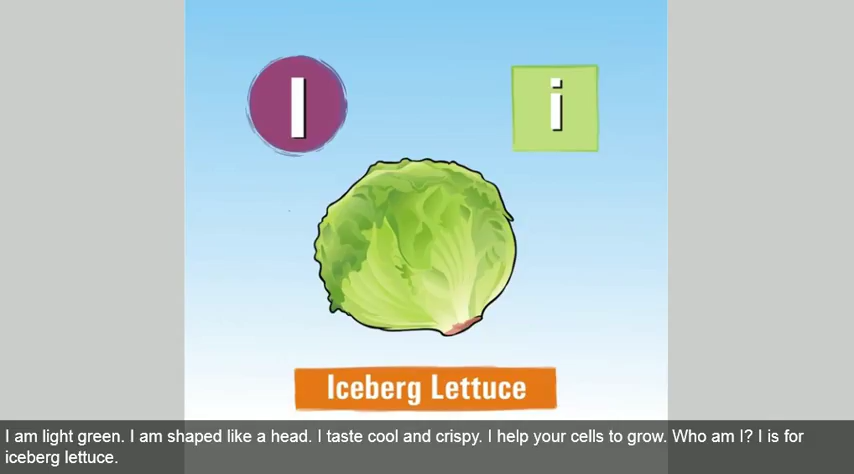 I i
Iceberg Lettuce
I am light green. I am shaped like a head. I taste cool and crispy. I help your cells to grow. Who am I? I is for
iceberg lettuce.